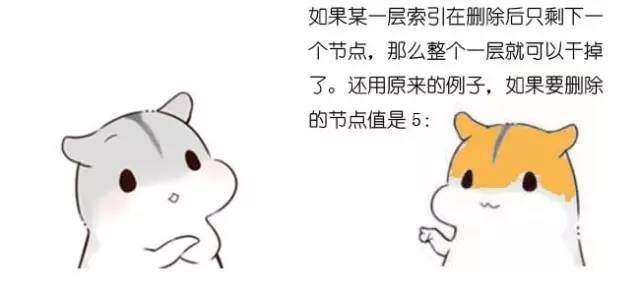 如果某一层索引在删除后只剩下一
个节点，那么整个一层就可以干掉
了。还用原来的例子，如果要删除
的节点值是 5：